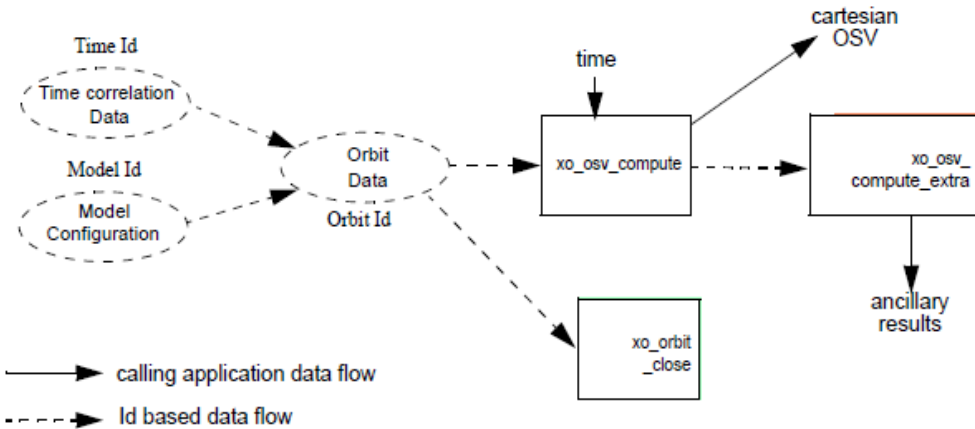 Time Id
Time correlation
Data
Model Id
Model
Configuration
Orbit
Data
Orbit Id
time
xo_osv_compute
cartesian
OSV
xo_osv_
compute_extra
ancillary
results
xo_orbit
_close
calling application data flow
Id based data flow